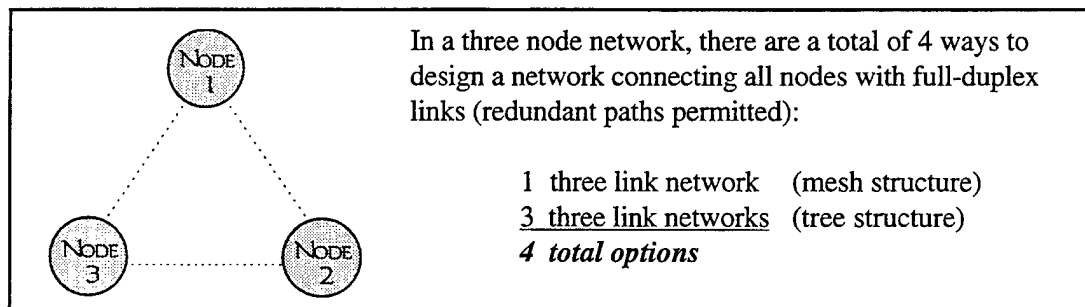 NODE
1
NODE
3
NODE
2
In a three node network, there are a total of 4 ways to
design a network connecting all nodes with full-duplex
links (redundant paths permitted):
1 three link network (mesh structure)
3 three link networks (tree structure)
4 total options